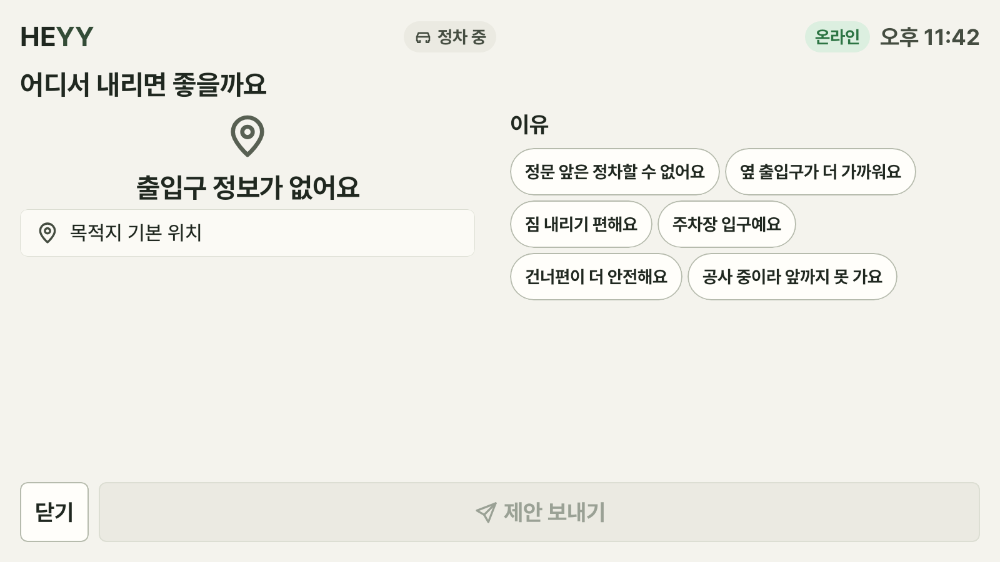 HEYY
정차 중
온라인 오후 11:42
어디서 내리면 좋을까요
출입구 정보가 없어요
목적지 기본 위치
이유
정문 앞은 정차할 수 없어요
옆 출입구가 더 가까워요
짐 내리기 편해요
주차장 입구예요
건너편이 더 안전해요
공사 중이라 앞까지 못 가요
닫기
제안 보내기